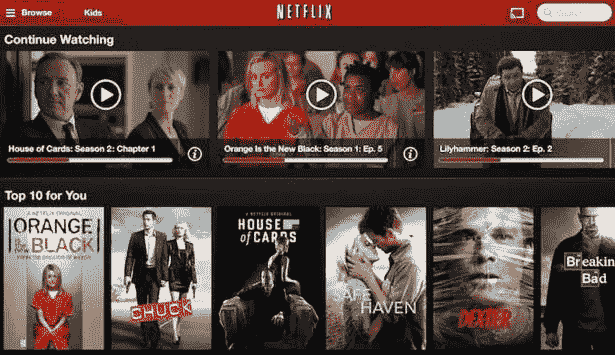 Browse
Kids
NETFLIX
Search
Continue Watching
House of Cards: Season 2: Chapter 1
Orange Is the New Black: Season 1: Ep. 5
Lilyhammer: Season 2: Ep. 2
Top 10 for You
A NETFLIX ORIGINAL
ORANGE
IS THE NEW
BLACK
CHUCK
A NETFLIX ORIGINAL
HOUSE
of CARDS
SAFE
HAVEN
DEXTER
Breakin
Bad